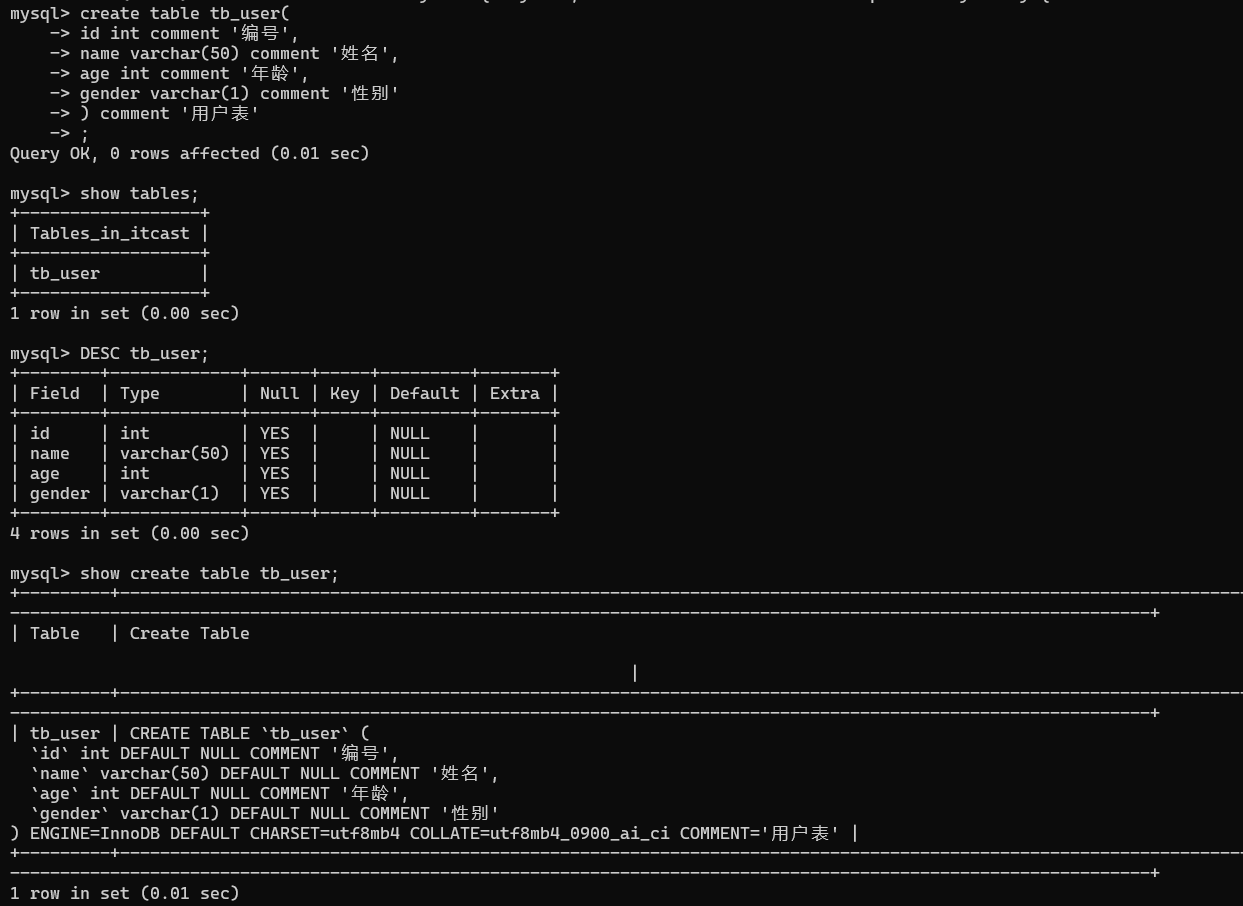 mysql> create table tb_user(
    -> id int comment '编号',
    -> name varchar(50) comment '姓名',
    -> age int comment '年龄',
    -> gender varchar(1) comment '性别'
    -> ) comment '用户表'
    -> ;
Query OK, 0 rows affected (0.01 sec)

mysql> show tables;
+------------------+
| Tables_in_itcast |
+------------------+
| tb_user          |
+------------------+
1 row in set (0.00 sec)

mysql> DESC tb_user;
+--------+-------------+------+-----+---------+-------+
| Field  | Type        | Null | Key | Default | Extra |
+--------+-------------+------+-----+---------+-------+
| id     | int         | YES  |     | NULL    |       |
| name   | varchar(50) | YES  |     | NULL    |       |
| age    | int         | YES  |     | NULL    |       |
| gender | varchar(1)  | YES  |     | NULL    |       |
+--------+-------------+------+-----+---------+-------+
4 rows in set (0.00 sec)

mysql> show create table tb_user;
| Table   | Create Table
|
| tb_user | CREATE TABLE `tb_user` (
  `id` int DEFAULT NULL COMMENT '编号',
  `name` varchar(50) DEFAULT NULL COMMENT '姓名',
  `age` int DEFAULT NULL COMMENT '年龄',
  `gender` varchar(1) DEFAULT NULL COMMENT '性别'
) ENGINE=InnoDB DEFAULT CHARSET=utf8mb4 COLLATE=utf8mb4_0900_ai_ci COMMENT='用户表' |
1 row in set (0.01 sec)